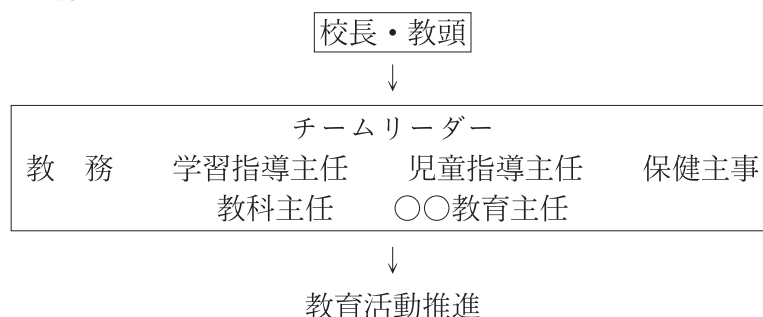 校長・教頭
↓
チームリーダー
教　務　　学習指導主任　　児童指導主任　　保健主事
教科主任　　○○教育主任
↓
教育活動推進